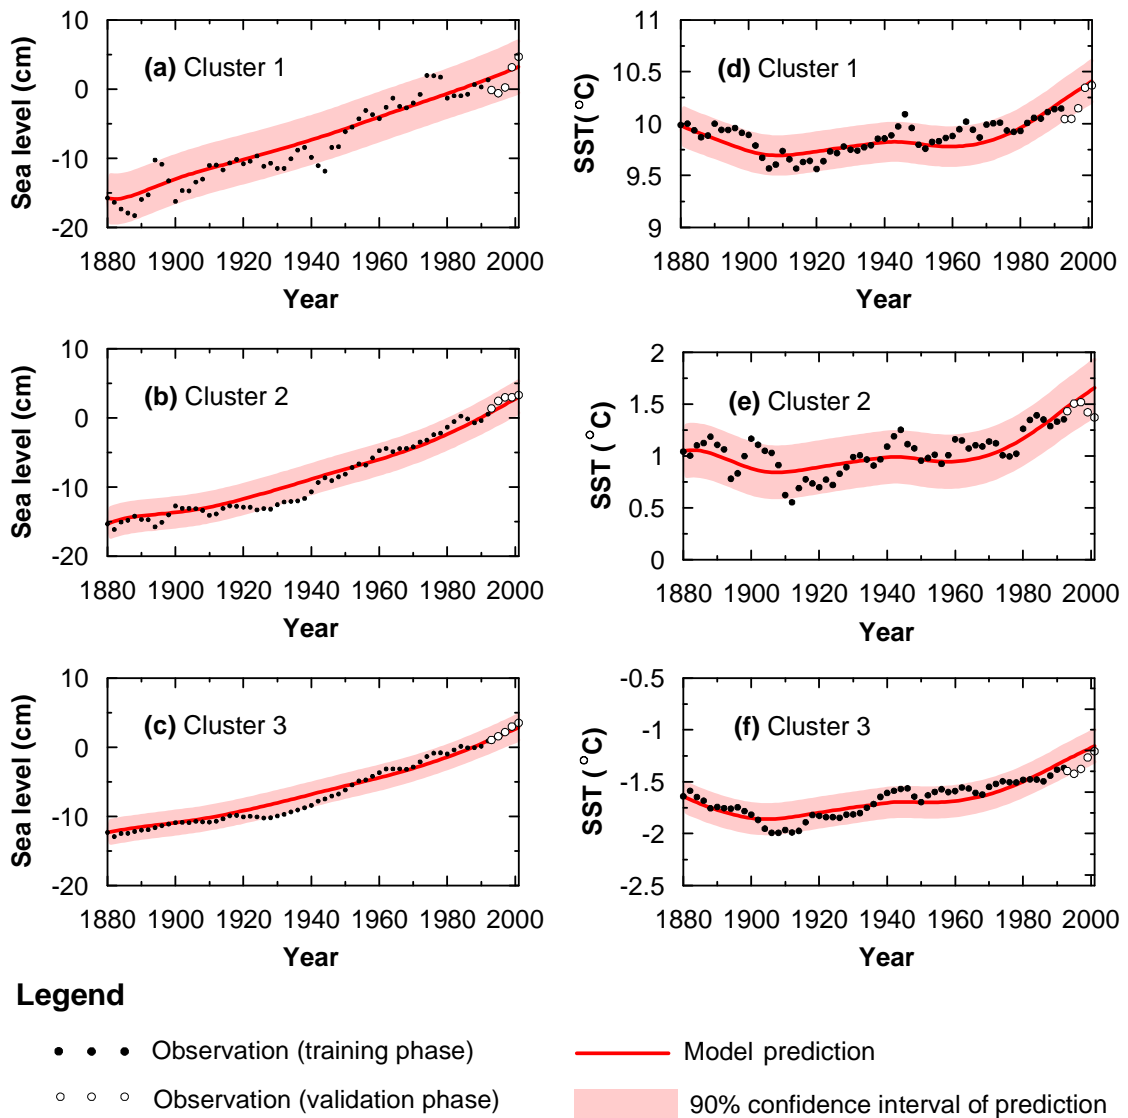 10
0
-10
-20
Sea level (cm)
(a) Cluster 1
1880 1900 1920 1940 1960 1980 2000
Year
11
10.5
10
9.5
9
SST(°C)
(d) Cluster 1
1880 1900 1920 1940 1960 1980 2000
Year
10
0
-10
-20
Sea level (cm)
(b) Cluster 2
1880 1900 1920 1940 1960 1980 2000
Year
2
1.5
1
0.5
0
SST (°C)
(e) Cluster 2
1880 1900 1920 1940 1960 1980 2000
Year
10
0
-10
-20
Sea level (cm)
(c) Cluster 3
1880 1900 1920 1940 1960 1980 2000
Year
-0.5
-1
-1.5
-2
-2.5
SST (°C)
(f) Cluster 3
1880 1900 1920 1940 1960 1980 2000
Year
Legend
Observation (training phase)
Model prediction
Observation (validation phase)
90% confidence interval of prediction